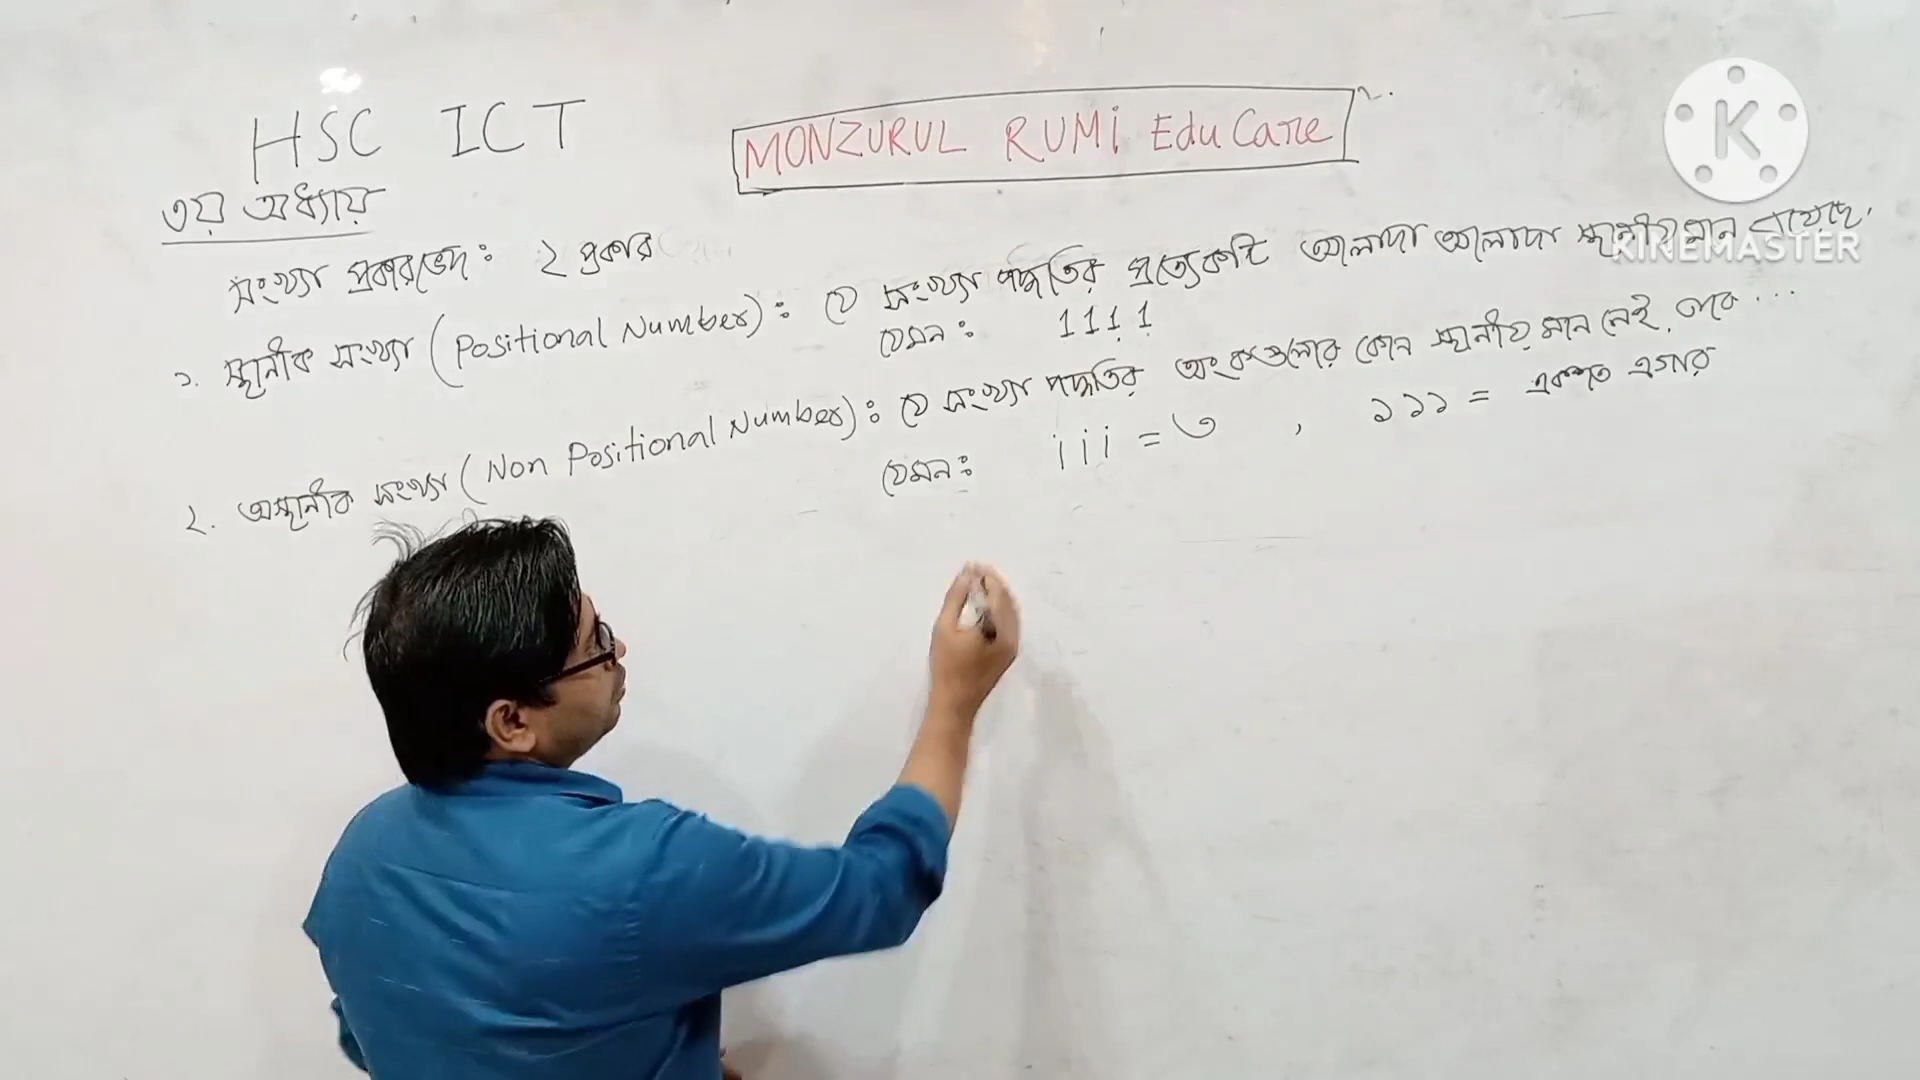 HSC ICT
MONZURUL RUMi EduCare
K
KINEMASTER
৩য় অধ্যায়
সংখ্যা প্রকারভেদঃ ২ প্রকার
১. স্থানীক সংখ্যা (Positional Number): যে সংখ্যা পদ্ধতির প্রত্যেকটি আলাদা আলাদা স্থানীয় মান রয়েছে,
যেমনঃ 1111
২. অস্থানীক সংখ্যা (Non Positional Number): যে সংখ্যা পদ্ধতির অংকগুলোর কোন স্থানীয় মান নেই, তাকে ...
যেমনঃ iii = ৩ , ১১১ = একশত এগার